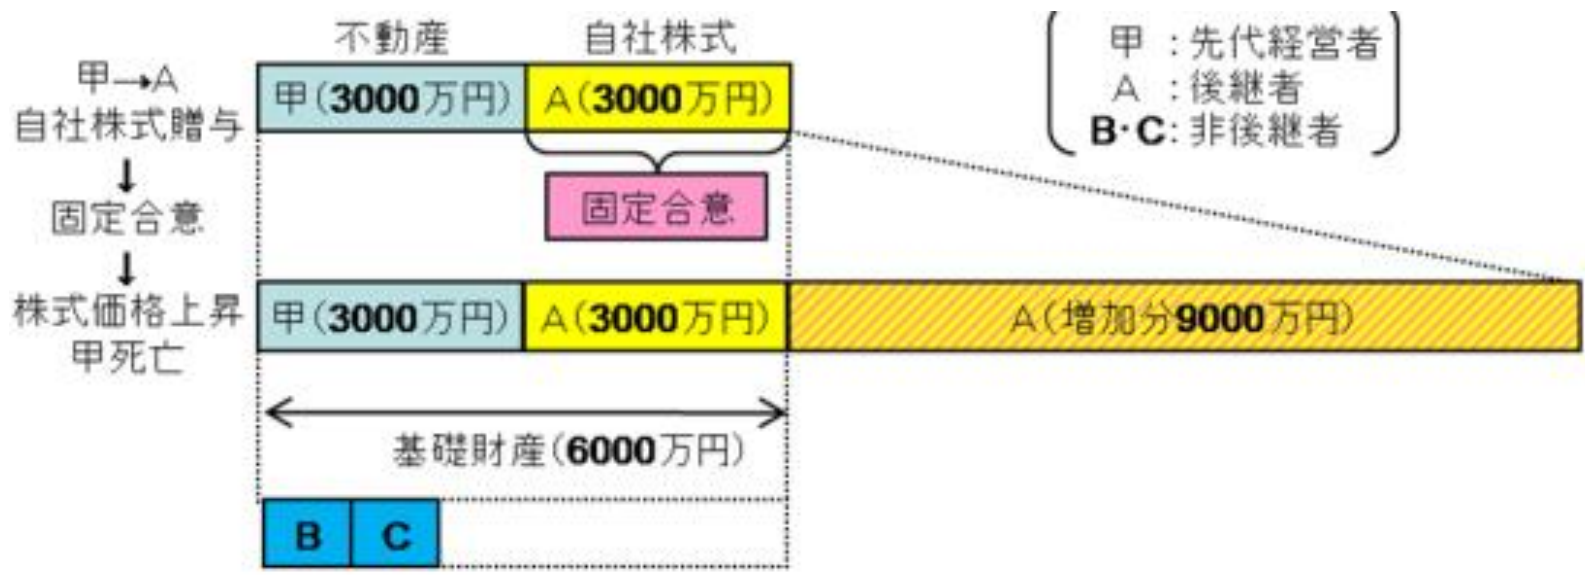 不動産
自社株式
甲→A
自社株式贈与
↓
固定合意
↓
株式価格上昇
甲死亡
甲(3000万円)
A(3000万円)
固定合意
甲:先代経営者
A:後継者
B・C:非後継者
甲(3000万円)
A(3000万円)
A(増加分9000万円)
基礎財産(6000万円)
B
C